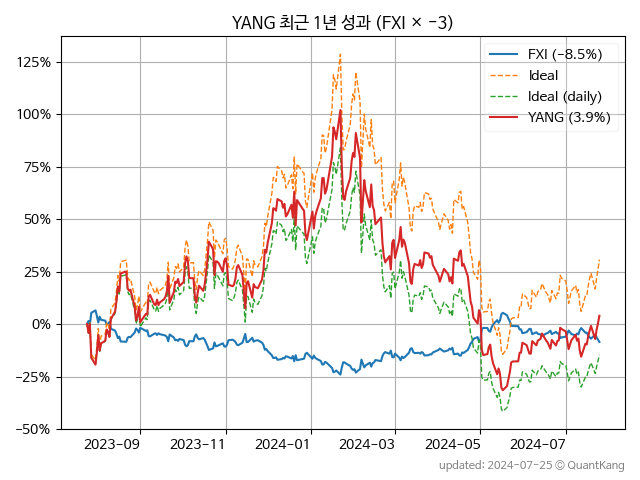 YANG 최근 1년 성과 (FXI × −3)
FXI (−8.5%)
Ideal
Ideal (daily)
YANG (3.9%)
125%
100%
75%
50%
25%
0%
−25%
−50%
2023−09 2023−11 2024−01 2024−03 2024−05 2024−07
updated: 2024−07−25 ⓒ QuantKang